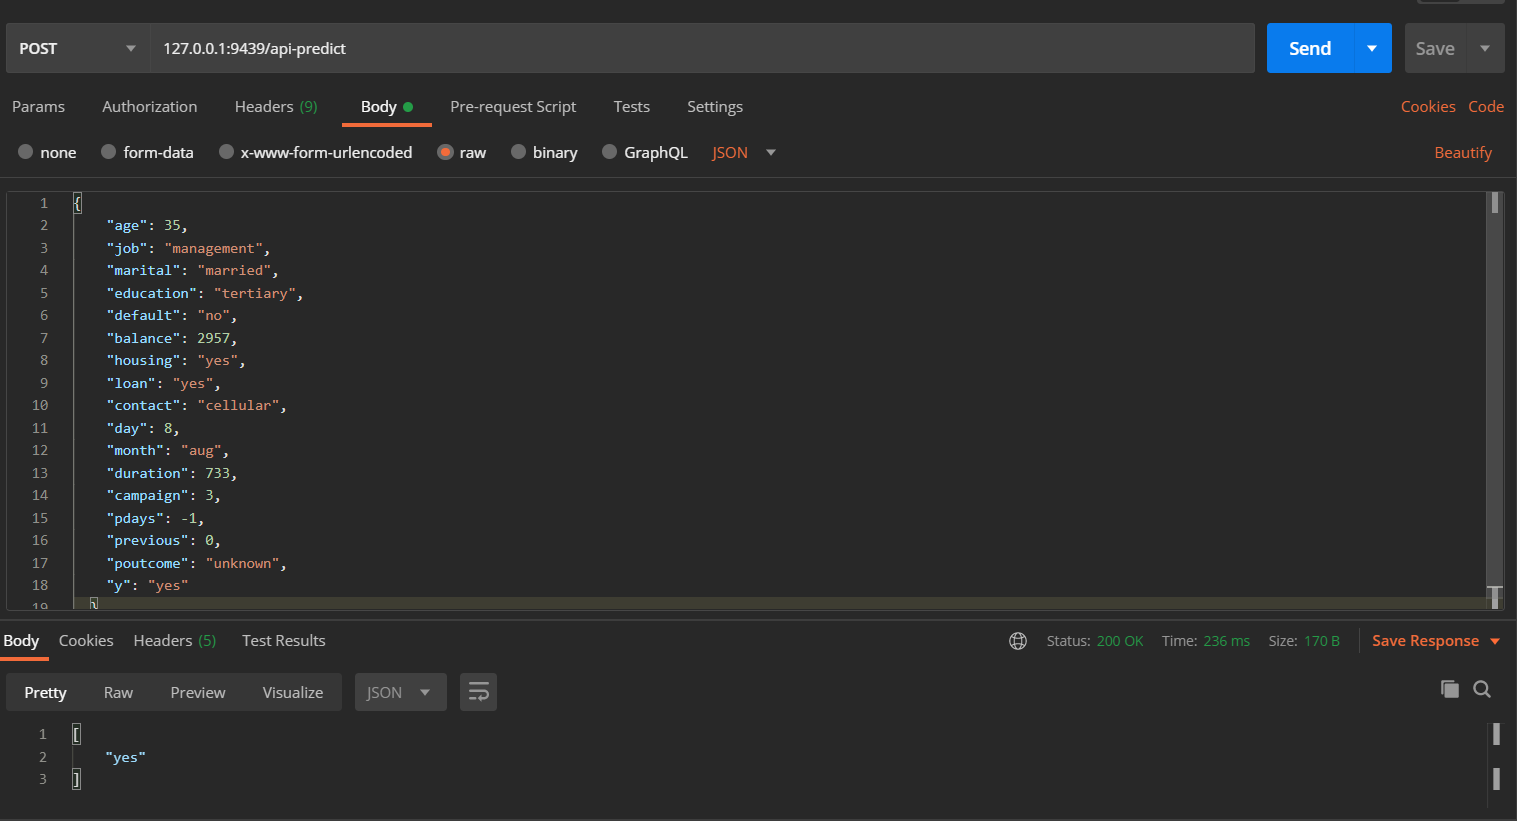 POST 127.0.0.1:9439/api-predict Send Save
Params Authorization Headers (9) Body Pre-request Script Tests Settings Cookies Code
none form-data x-www-form-urlencoded raw binary GraphQL JSON Beautify
1 {
2 "age": 35,
3 "job": "management",
4 "marital": "married",
5 "education": "tertiary",
6 "default": "no",
7 "balance": 2957,
8 "housing": "yes",
9 "loan": "yes",
10 "contact": "cellular",
11 "day": 8,
12 "month": "aug",
13 "duration": 733,
14 "campaign": 3,
15 "pdays": -1,
16 "previous": 0,
17 "poutcome": "unknown",
18 "y": "yes"
19 }
Body Cookies Headers (5) Test Results Status: 200 OK Time: 236 ms Size: 170 B Save Response
Pretty Raw Preview Visualize JSON
1 [
2 "yes"
3 ]